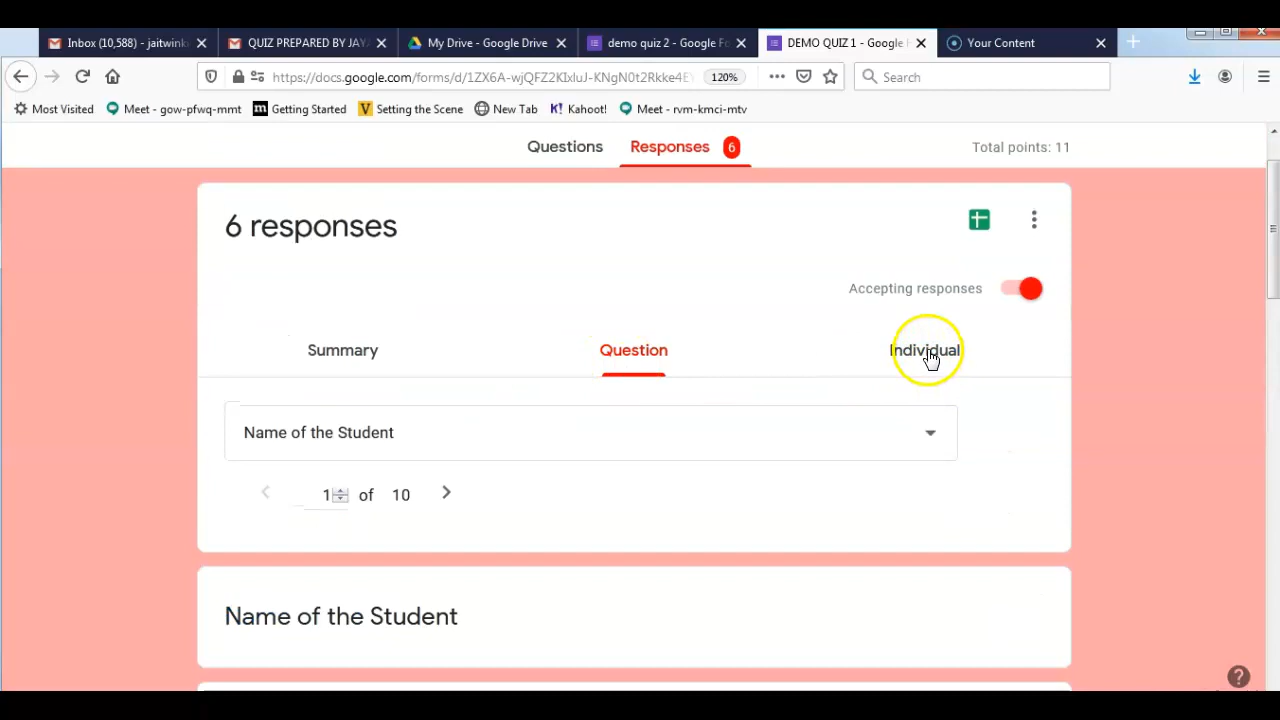 Inbox (10,588) - jaitwink
QUIZ PREPARED BY JAY
My Drive - Google Drive
demo quiz 2 - Google Fo
DEMO QUIZ 1 - Google F
Your Content
https://docs.google.com/forms/d/1ZX6A-wjQFZ2KIxluJ-KNgN0t2Rkke4E
120%
Search
Most Visited
Meet - gow-pfwq-mmt
Getting Started
Setting the Scene
New Tab
Kahoot!
Meet - rvm-kmci-mtv
Questions
Responses 6
Total points: 11
6 responses
Accepting responses
Summary
Question
Individual
Name of the Student
1 of 10
Name of the Student